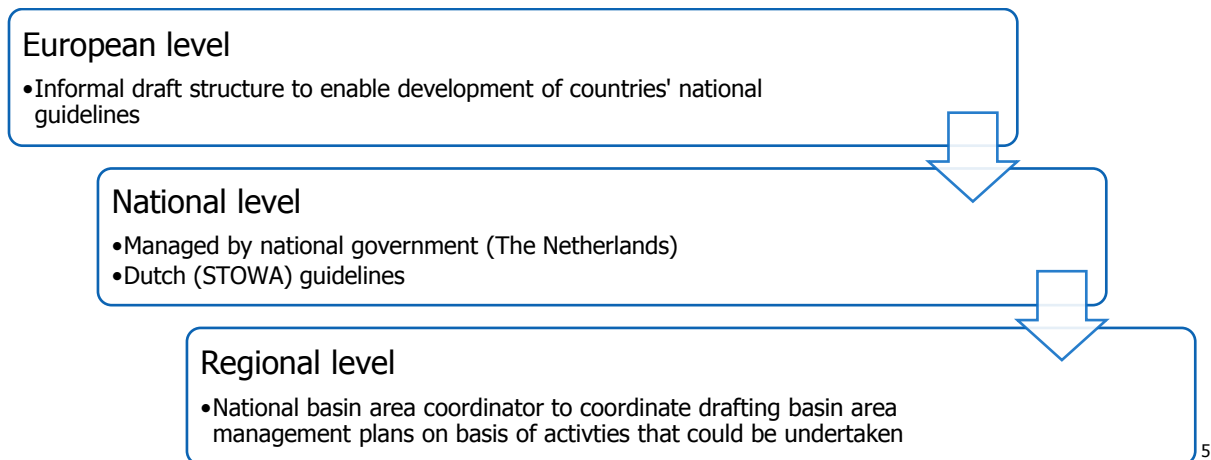 European level
•Informal draft structure to enable development of countries' national
guidelines
National level
•Managed by national government (The Netherlands)
•Dutch (STOWA) guidelines
Regional level
•National basin area coordinator to coordinate drafting basin area
management plans on basis of activties that could be undertaken
5